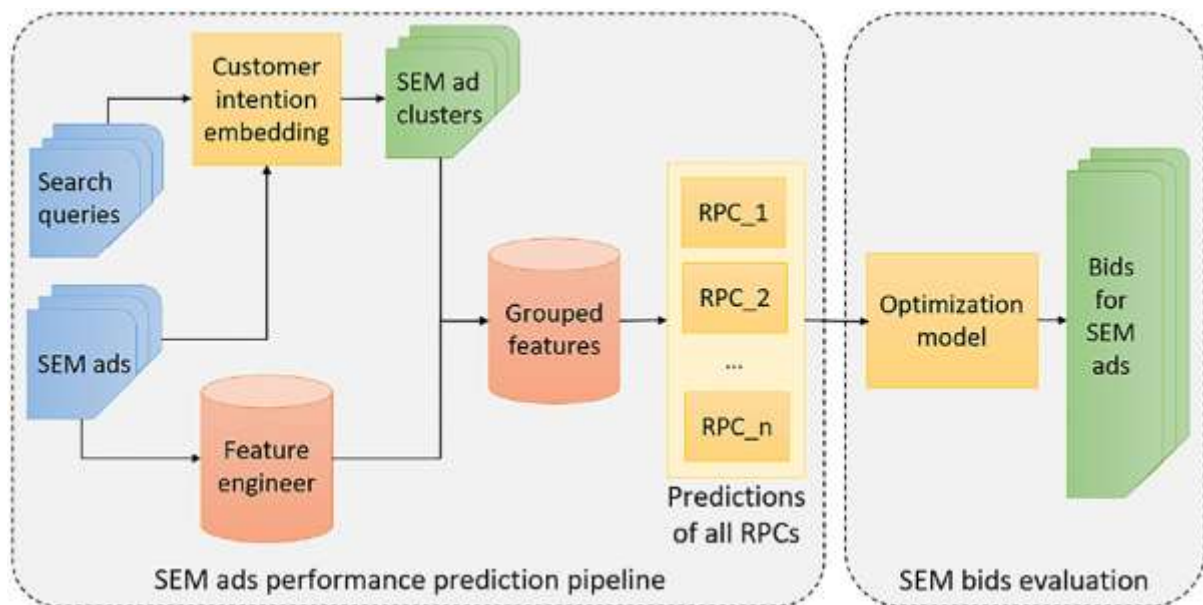 Customer
intention
embedding
SEM ad
clusters
Search
queries
SEM ads
Feature
engineer
Grouped
features
RPC_1
RPC_2
...
RPC_n
Predictions
of all RPCs
Optimization
model
Bids
for
SEM
ads
SEM ads performance prediction pipeline
SEM bids evaluation